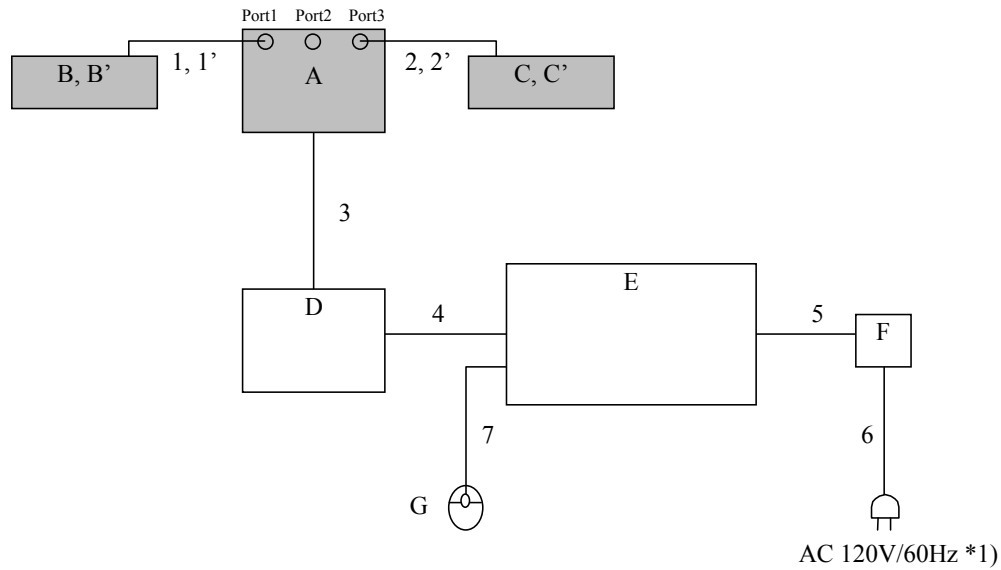 Port1 Port2 Port3
B, B’
1, 1’
A
2, 2’
C, C’
3
D
4
E
5
F
7
6
G
AC 120V/60Hz *1)